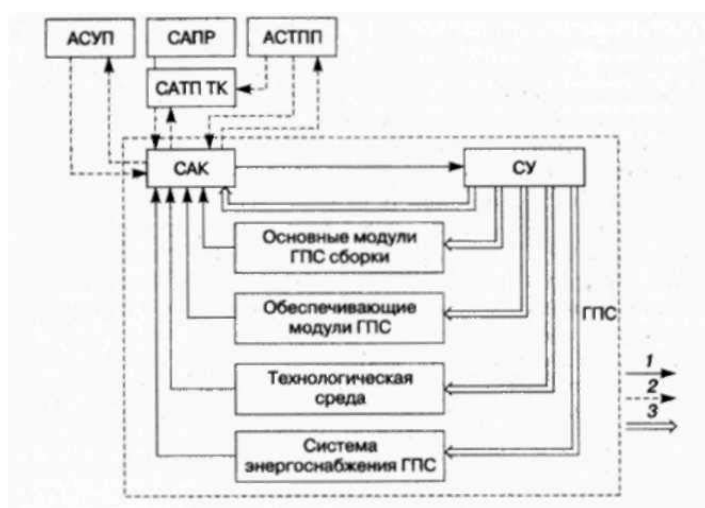 АСУП
САПР
АСТПП
САТП ТК
САК
СУ
Основные модули
ГПС сборки
Обеспечивающие
модули ГПС
ГПС
Технологическая
среда
Система
энергоснабжения ГПС
1
2
3